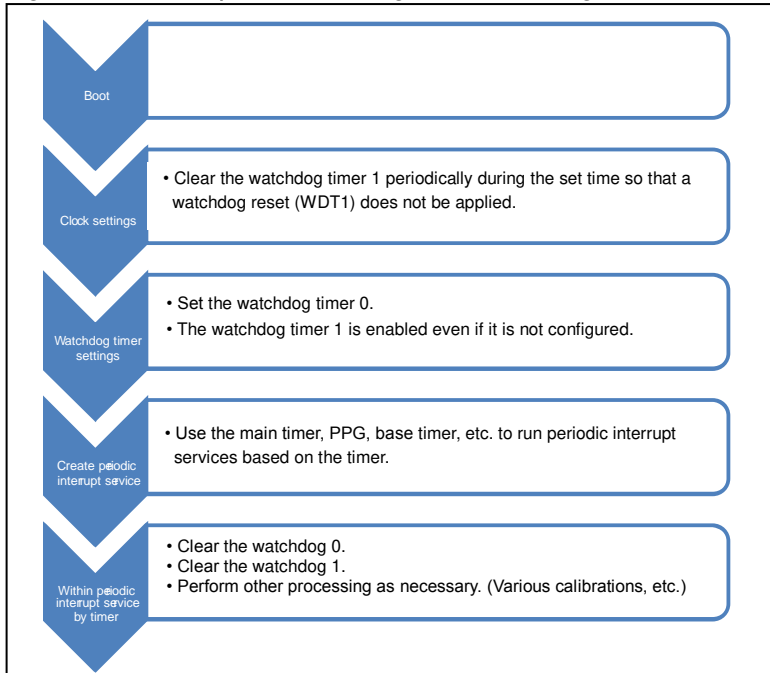 Boot
Clock settings
• Clear the watchdog timer 1 periodically during the set time so that a
watchdog reset (WDT1) does not be applied.
Watchdog timer
settings
• Set the watchdog timer 0.
• The watchdog timer 1 is enabled even if it is not configured.
Create periodic
interrupt service
• Use the main timer, PPG, base timer, etc. to run periodic interrupt
services based on the timer.
Within periodic
interrupt service
by timer
• Clear the watchdog 0.
• Clear the watchdog 1.
• Perform other processing as necessary. (Various calibrations, etc.)